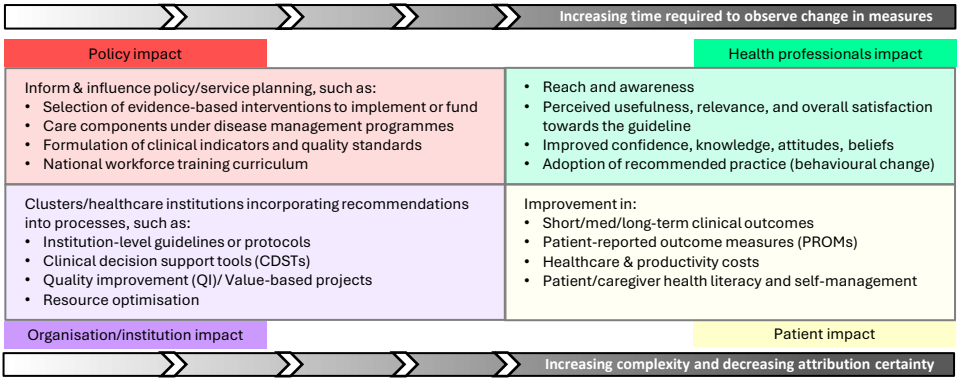 Increasing time required to observe change in measures
Policy impact
Health professionals impact
Inform & influence policy/service planning, such as:
• Selection of evidence-based interventions to implement or fund
• Care components under disease management programmes
• Formulation of clinical indicators and quality standards
• National workforce training curriculum
• Reach and awareness
• Perceived usefulness, relevance, and overall satisfaction
towards the guideline
• Improved confidence, knowledge, attitudes, beliefs
• Adoption of recommended practice (behavioural change)
Clusters/healthcare institutions incorporating recommendations
into processes, such as:
• Institution-level guidelines or protocols
• Clinical decision support tools (CDSTs)
• Quality improvement (QI)/ Value-based projects
• Resource optimisation
Improvement in:
• Short/med/long-term clinical outcomes
• Patient-reported outcome measures (PROMs)
• Healthcare & productivity costs
• Patient/caregiver health literacy and self-management
Organisation/institution impact
Patient impact
Increasing complexity and decreasing attribution certainty